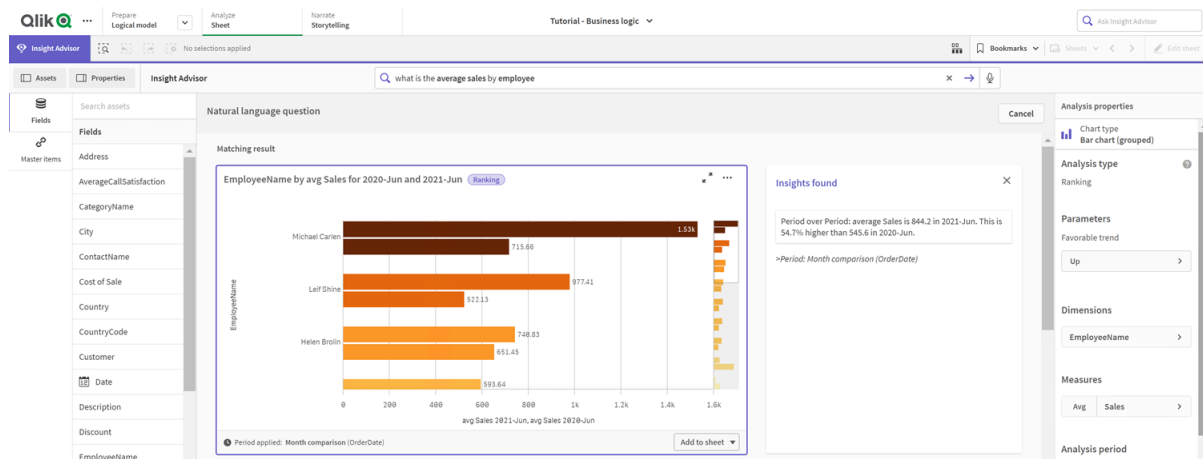 Qlik
Prepare
Logical model
Analyze
Sheet
Narrate
Storytelling
Tutorial - Business logic
Ask Insight Advisor
Insight Advisor
No selections applied
Bookmarks
Sheets
Edit sheet
Assets
Properties
Insight Advisor
what is the average sales by employee
Fields
Master items
Search assets
Fields
Address
AverageCallSatisfaction
CategoryName
City
ContactName
Cost of Sale
Country
CountryCode
Customer
Date
Description
Discount
EmployeeName
Natural language question
Cancel
Matching result
EmployeeName by avg Sales for 2020-Jun and 2021-Jun Ranking
EmployeeName
Michael Carlen
1.53k
715.66
Leif Shine
977.41
522.13
Helen Brolin
740.83
651.45
593.64
0 200 400 600 800 1k 1.2k 1.4k 1.6k
avg Sales 2021-Jun, avg Sales 2020-Jun
Period applied: Month comparison (OrderDate)
Add to sheet
Insights found
Period over Period: average Sales is 844.2 in 2021-Jun. This is
54.7% higher than 545.6 in 2020-Jun.
>Period: Month comparison (OrderDate)
Analysis properties
Chart type
Bar chart (grouped)
Analysis type
Ranking
Parameters
Favorable trend
Up
Dimensions
EmployeeName
Measures
Avg Sales
Analysis period